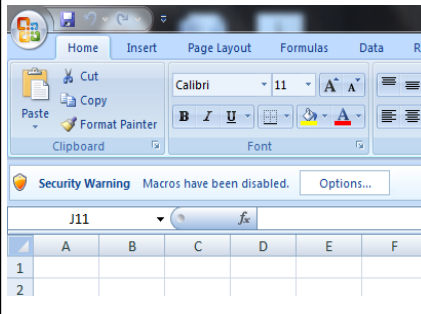 Home Insert Page Layout Formulas Data R
Cut
Calibri 11 A A
Copy
Paste
B I U A
Format Painter
Clipboard Font
Security Warning Macros have been disabled. Options...
J11 fx
A B C D E F
1
2